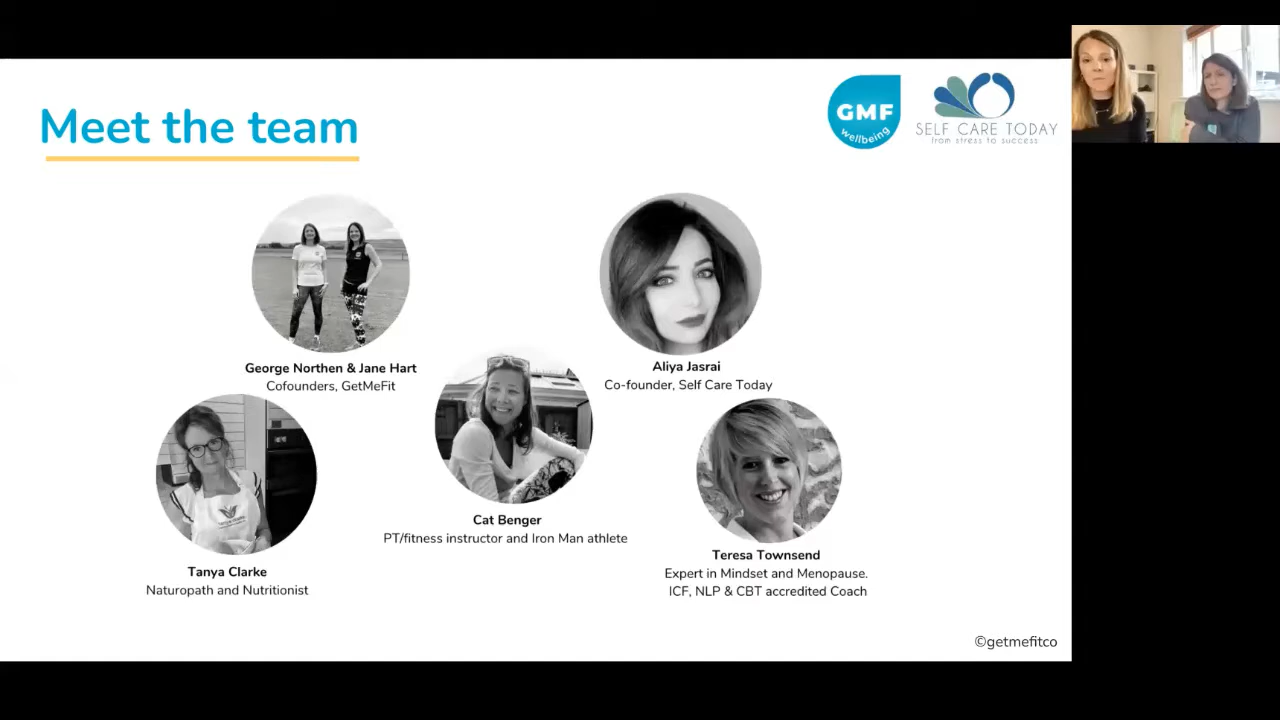 Meet the team
GMF
wellbeing
SELF CARE TODAY
from stress to success
George Northen & Jane Hart
Cofounders, GetMeFit
Aliya Jasrai
Co-founder, Self Care Today
Cat Benger
PT/fitness instructor and Iron Man athlete
Tanya Clarke
Naturopath and Nutritionist
Teresa Townsend
Expert in Mindset and Menopause.
ICF, NLP & CBT accredited Coach
©getmefitco